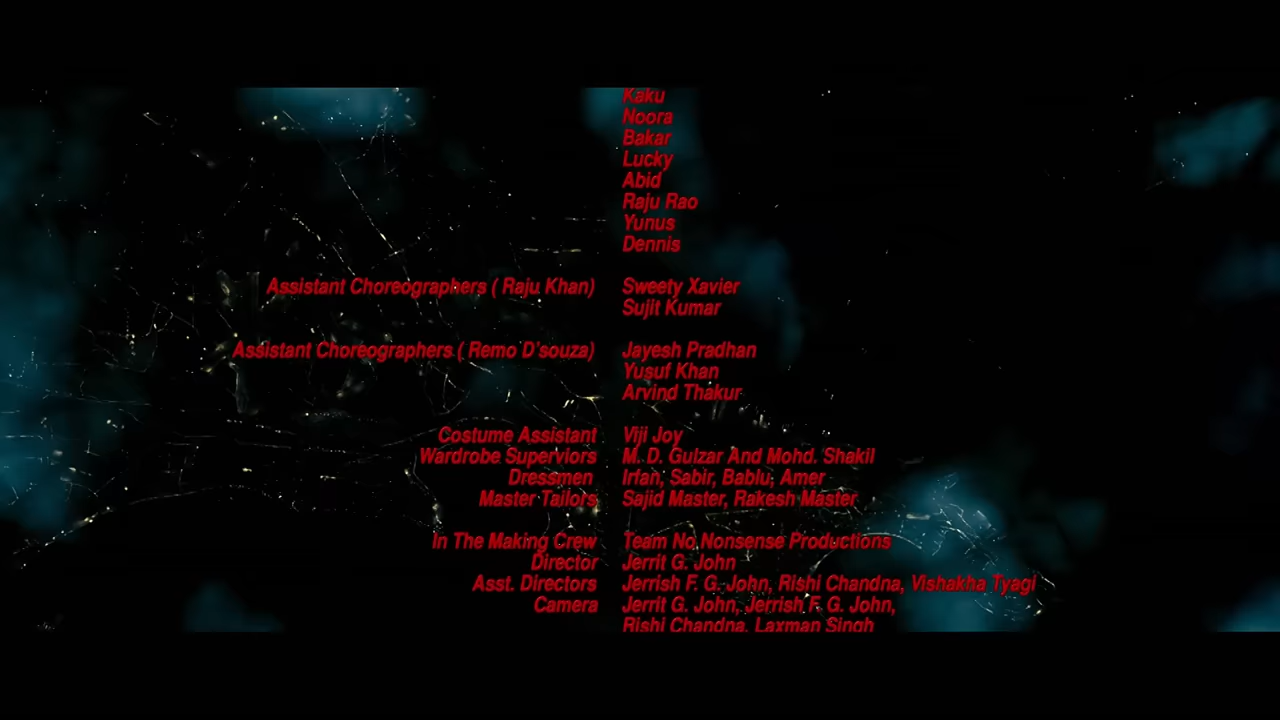 Kaku
Noora
Bakar
Lucky
Abid
Raju Rao
Yunus
Dennis
Assistant Choreographers ( Raju Khan) Sweety Xavier
Sujit Kumar
Assistant Choreographers ( Remo D'souza) Jayesh Pradhan
Yusuf Khan
Arvind Thakur
Costume Assistant Viji Joy
Wardrobe Superviors M. D. Gulzar And Mohd. Shakil
Dressmen Irfan, Sabir, Bablu, Amer
Master Tailors Sajid Master, Rakesh Master
In The Making Crew Team No Nonsense Productions
Director Jerrit G. John
Asst. Directors Jerrish F. G. John, Rishi Chandna, Vishakha Tyagi
Camera Jerrit G. John, Jerrish F. G. John,
Rishi Chandna, Laxman Singh